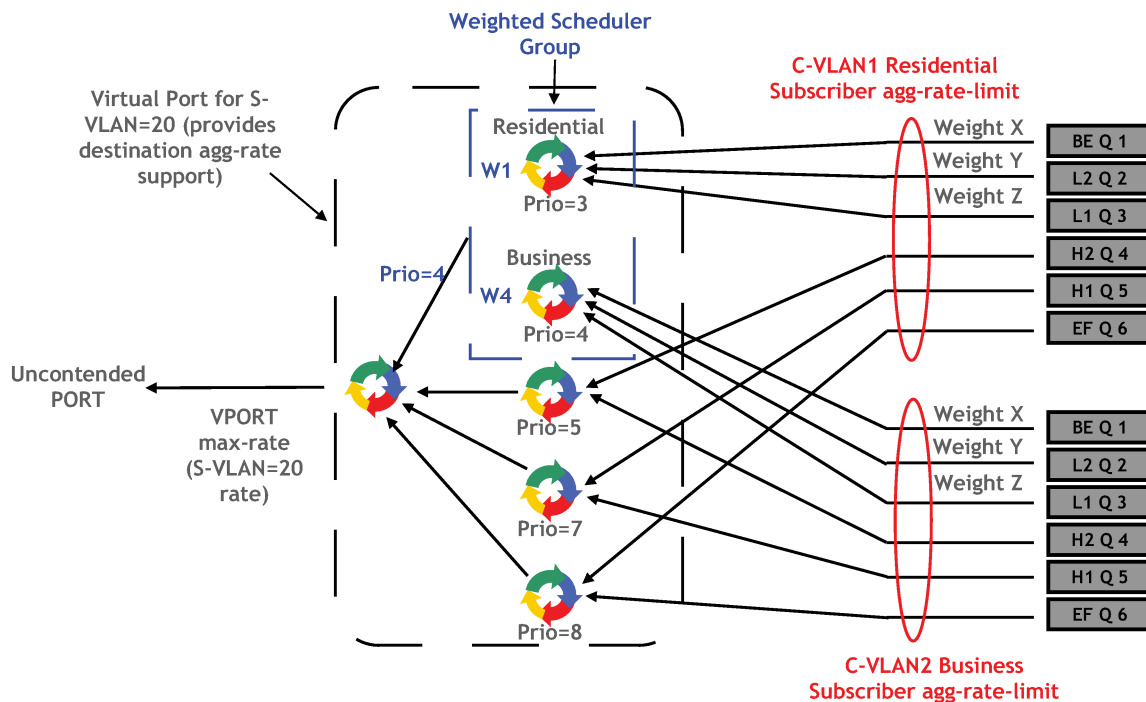 Weighted Scheduler
Group
C-VLAN1 Residential
Subscriber agg-rate-limit
Virtual Port for S-
VLAN=20 (provides
destination agg-rate
support)
Residential
W1
Prio=3
Weight X
BE Q 1
Weight Y
L2 Q 2
Weight Z
L1 Q 3
H2 Q 4
H1 Q 5
EF Q 6
Prio=4
Business
W4
Prio=4
Uncontended
PORT
VPORT
max-rate
(S-VLAN=20
rate)
Prio=5
Prio=7
Prio=8
Weight X
BE Q 1
Weight Y
L2 Q 2
Weight Z
L1 Q 3
H2 Q 4
H1 Q 5
EF Q 6
C-VLAN2 Business
Subscriber agg-rate-limit